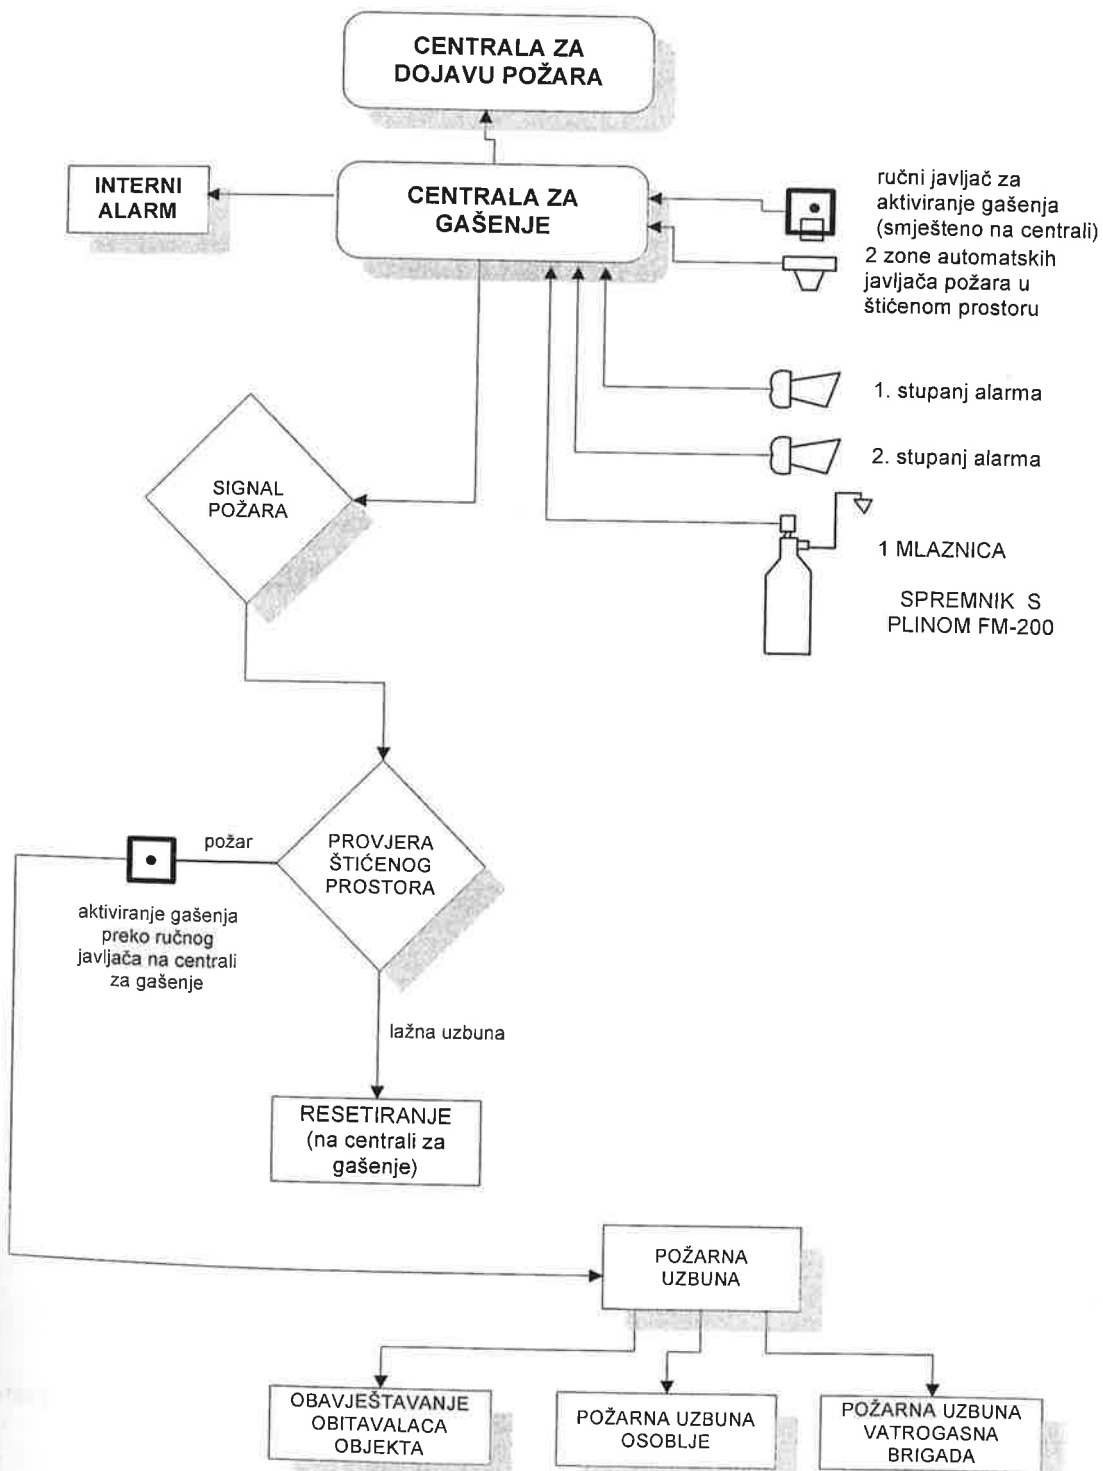 CENTRALA ZA
DOJAVU POŽARA
INTERNI
ALARM
CENTRALA ZA
GAŠENJE
ručni javljač za
aktiviranje gašenja
(smješteno na centrali)
2 zone automatskih
javljača požara u
štićenom prostoru
1. stupanj alarma
2. stupanj alarma
SIGNAL
POŽARA
1 MLAZNICA
SPREMNIK S
PLINOM FM-200
požar
PROVJERA
ŠTIĆENOG
PROSTORA
aktiviranje gašenja
preko ručnog
javljača na centrali
za gašenje
lažna uzbuna
RESETIRANJE
(na centrali za
gašenje)
POŽARNA
UZBUNA
OBAVJEŠTAVANJE
OBITAVALACA
OBJEKTA
POŽARNA UZBUNA
OSOBLJE
POŽARNA UZBUNA
VATROGASNA
BRIGADA